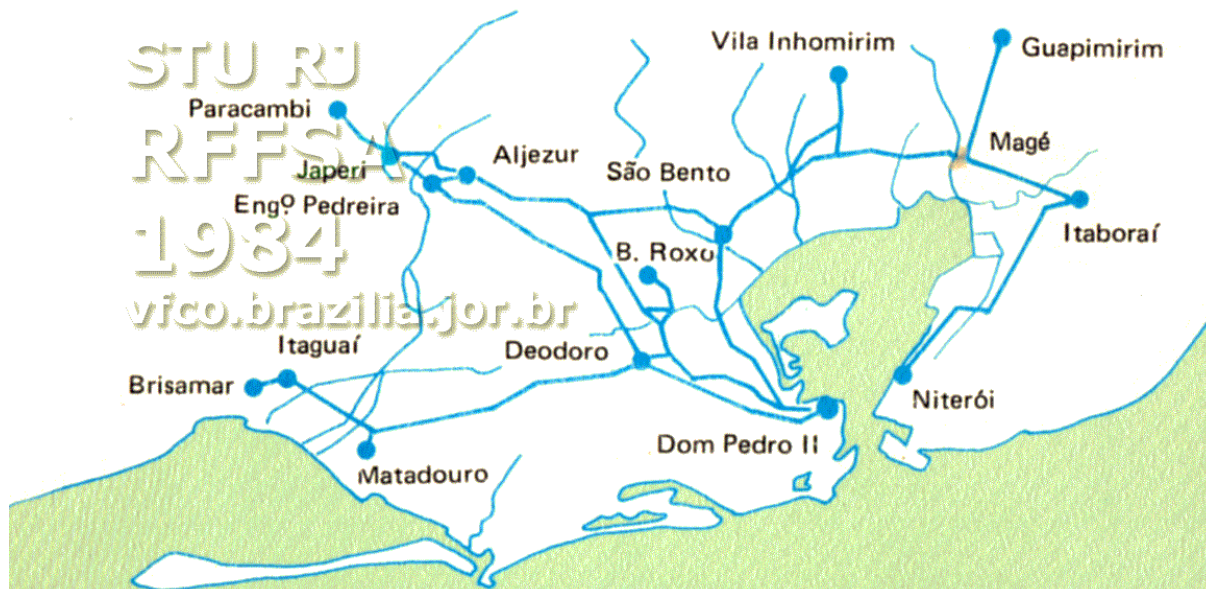 STU RJ
RFFSA
1984
vfco.brazilia.jor.br
Vila Inhomirim
Guapimirim
Paracambi
Magé
Aljezur
Japeri
São Bento
Engº Pedreira
Itaboraí
B. Roxo
Itaguaí
Deodoro
Brisamar
Niterói
Dom Pedro II
Matadouro